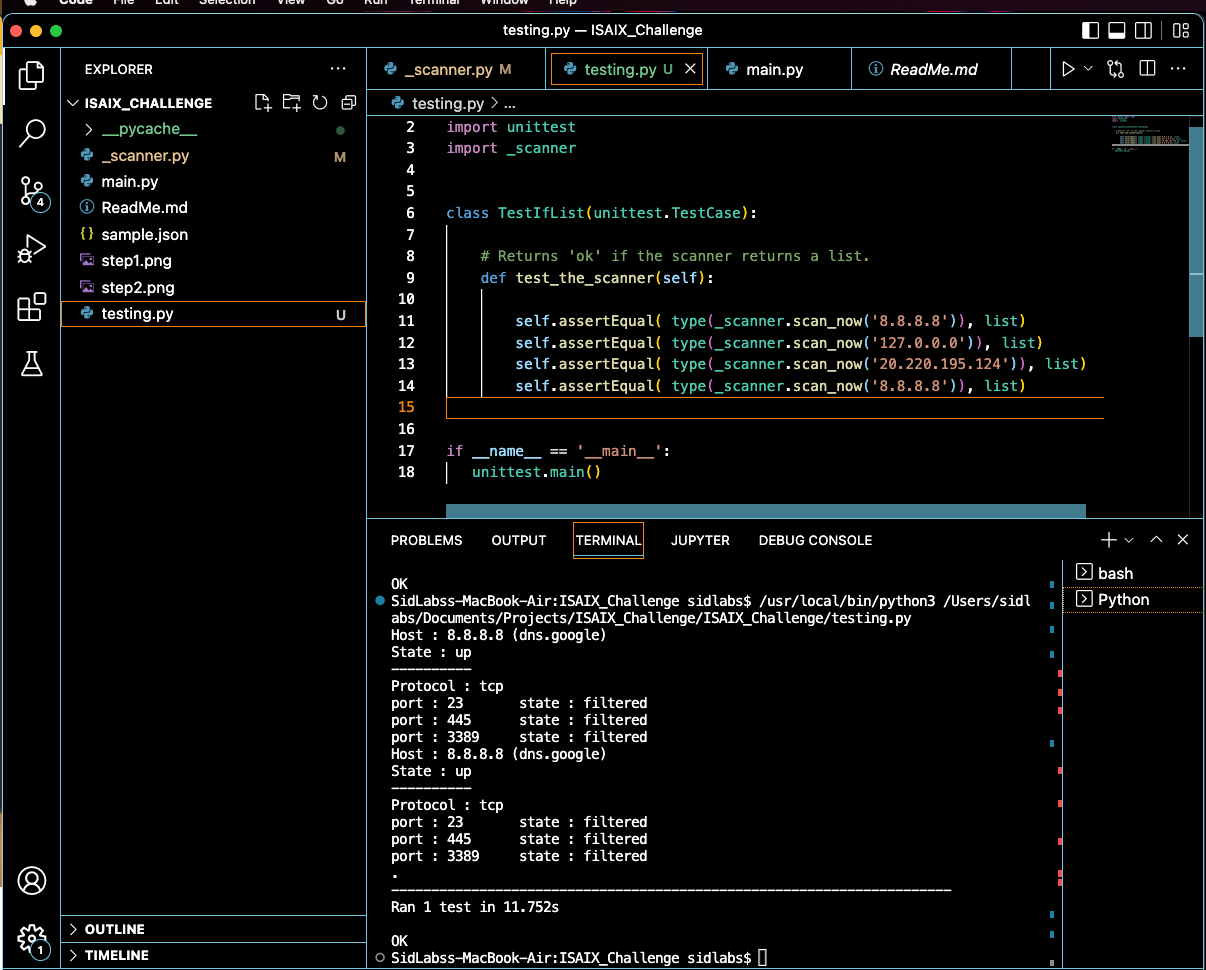 Code File Edit Selection View Go Run Terminal Window Help
testing.py — ISAIX_Challenge
EXPLORER
ISAIX_CHALLENGE
__pycache__
_scanner.py M
main.py
ReadMe.md
sample.json
step1.png
step2.png
testing.py U
4
1
OUTLINE
TIMELINE
_scanner.py M
testing.py U
main.py
ReadMe.md
testing.py > ...
2 import unittest
3 import _scanner
4
5
6 class TestIfList(unittest.TestCase):
7
8 # Returns 'ok' if the scanner returns a list.
9 def test_the_scanner(self):
10
11 self.assertEqual( type(_scanner.scan_now('8.8.8.8')), list)
12 self.assertEqual( type(_scanner.scan_now('127.0.0.0')), list)
13 self.assertEqual( type(_scanner.scan_now('20.220.195.124')), list)
14 self.assertEqual( type(_scanner.scan_now('8.8.8.8')), list)
15
16
17 if __name__ == '__main__':
18 unittest.main()
PROBLEMS OUTPUT TERMINAL JUPYTER DEBUG CONSOLE
OK
SidLabss-MacBook-Air:ISAIX_Challenge sidlabs$ /usr/local/bin/python3 /Users/sidl
abs/Documents/Projects/ISAIX_Challenge/ISAIX_Challenge/testing.py
Host : 8.8.8.8 (dns.google)
State : up
----------
Protocol : tcp
port : 23 state : filtered
port : 445 state : filtered
port : 3389 state : filtered
Host : 8.8.8.8 (dns.google)
State : up
----------
Protocol : tcp
port : 23 state : filtered
port : 445 state : filtered
port : 3389 state : filtered
.
----------------------------------------------------------------------
Ran 1 test in 11.752s
OK
SidLabss-MacBook-Air:ISAIX_Challenge sidlabs$
bash
Python